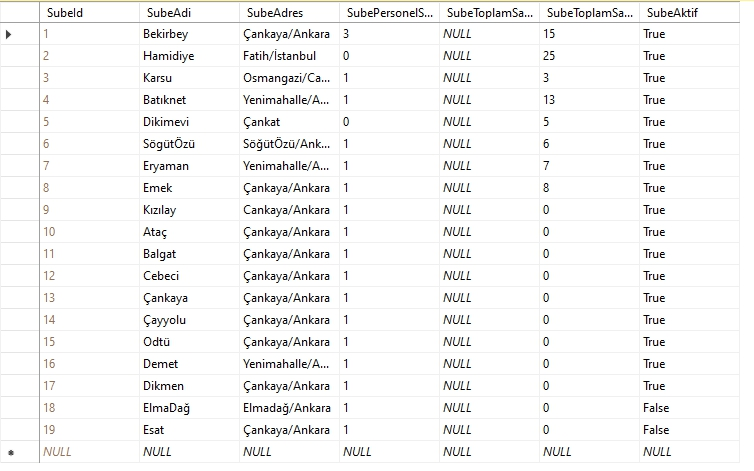 SubeId SubeAdi SubeAdres SubePersonelS... SubeToplamSa... SubeToplamSa... SubeAktif
1 Bekirbey Çankaya/Ankara 3 NULL 15 True
2 Hamidiye Fatih/İstanbul 0 NULL 25 True
3 Karsu Osmangazi/Ca... 1 NULL 3 True
4 Batıknet Yenimahalle/A... 1 NULL 13 True
5 Dikimevi Çankat 0 NULL 5 True
6 SögütÖzü SöğütÖzü/Ank... 1 NULL 6 True
7 Eryaman Yenimahalle/A... 1 NULL 7 True
8 Emek Çankaya/Ankara 1 NULL 8 True
9 Kızılay Cankaya/Ankara 1 NULL 0 True
10 Ataç Çankaya/Ankara 1 NULL 0 True
11 Balgat Çankaya/Ankara 1 NULL 0 True
12 Cebeci Çankaya/Ankara 1 NULL 0 True
13 Çankaya Çankaya/Ankara 1 NULL 0 True
14 Çayyolu Çankaya/Ankara 1 NULL 0 True
15 Odtü Çankaya/Ankara 1 NULL 0 True
16 Demet Yenimahalle/A... 1 NULL 0 True
17 Dikmen Çankaya/Ankara 1 NULL 0 True
18 ElmaDağ Elmadağ/Ankara 1 NULL 0 False
19 Esat Çankaya/Ankara 1 NULL 0 False
NULL NULL NULL NULL NULL NULL NULL